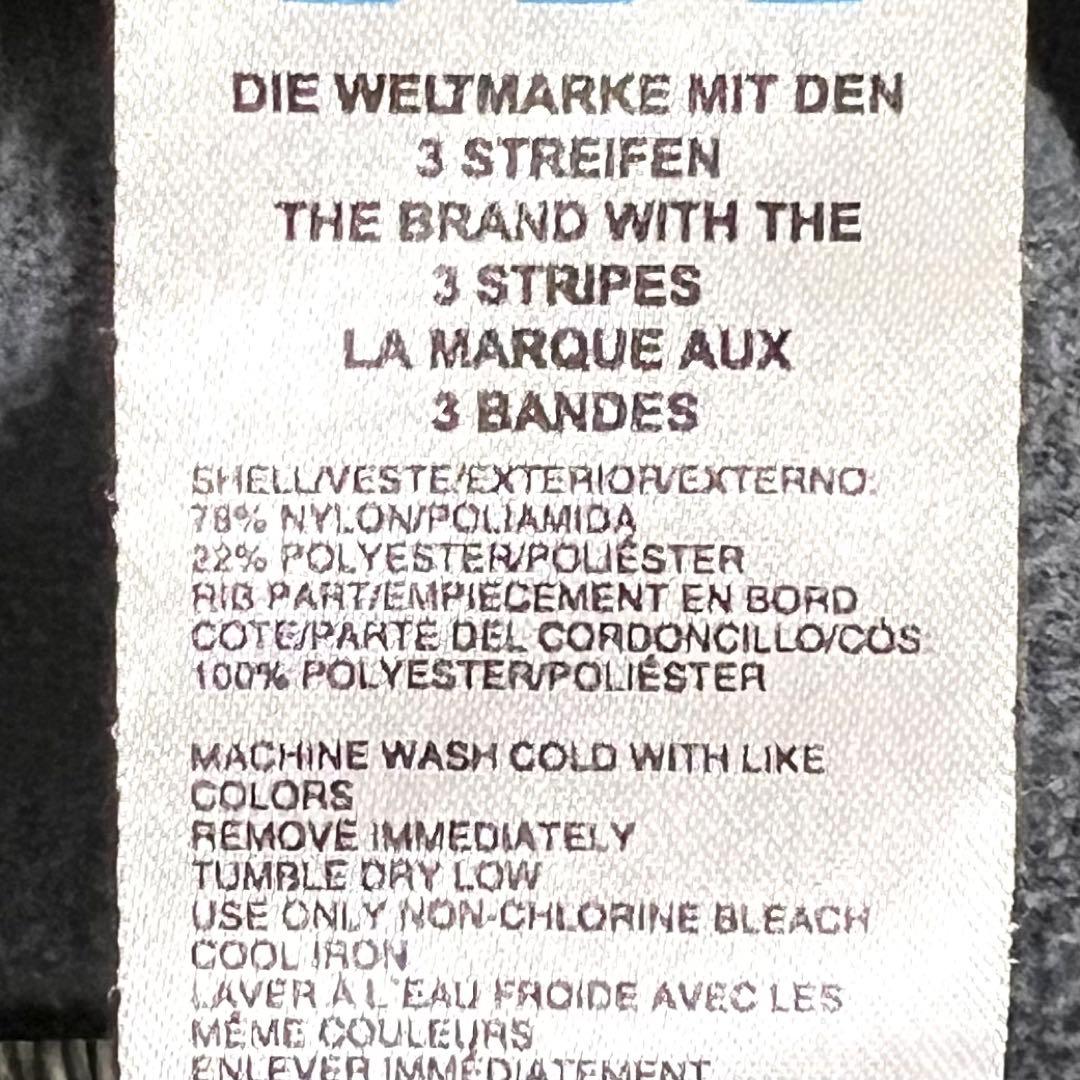 DIE WELTMARKE MIT DEN
3 STREIFEN
THE BRAND WITH THE
3 STRIPES
LA MARQUE AUX
3 BANDES
SHELL/VESTE/EXTERIOR/EXTERNO:
78% NYLON/POLIAMIDA
22% POLYESTER/POLIÉSTER
RIB PART/EMPIECEMENT EN BORD
COTE/PARTE DEL CORDONCILLO/CÓS
100% POLYESTER/POLIÉSTER
MACHINE WASH COLD WITH LIKE
COLORS
REMOVE IMMEDIATELY
TUMBLE DRY LOW
USE ONLY NON-CHLORINE BLEACH
COOL IRON
LAVER À L'EAU FROIDE AVEC LES
MÊME COULEURS
ENLEVER IMMÉDIATEMENT